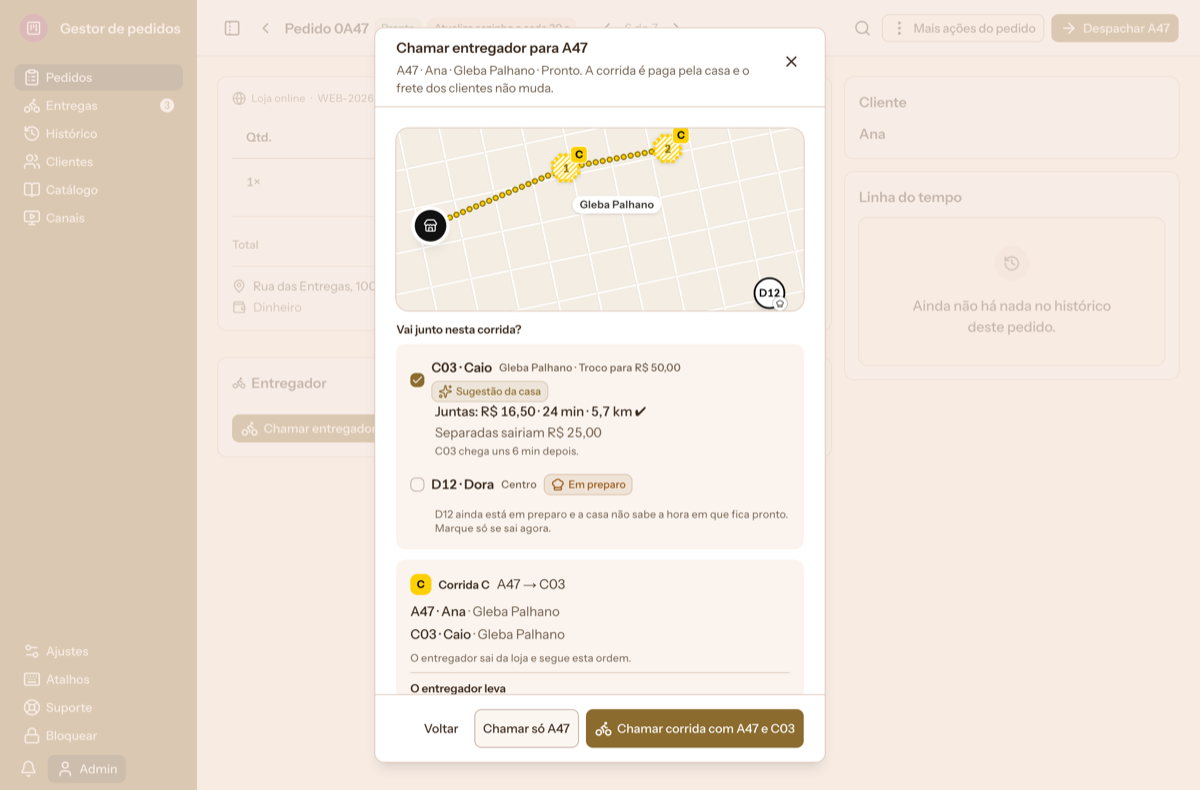 Gestor de pedidos
Pedidos
Entregas
3
Histórico
Clientes
Catálogo
Canais
Ajustes
Atalhos
Suporte
Bloquear
Admin
Pedido 0A47
Mais ações do pedido
Despachar A47
Loja online · WEB-2026
Qtd.
1×
Total
Rua das Entregas, 100
Dinheiro
Entregador
Chamar entregador
Chamar entregador para A47
A47 · Ana · Gleba Palhano · Pronto. A corrida é paga pela casa e o
frete dos clientes não muda.
C
1
C
2
Gleba Palhano
D12
Vai junto nesta corrida?
C03 · Caio Gleba Palhano · Troco para R$ 50,00
Sugestão da casa
Juntas: R$ 16,50 · 24 min · 5,7 km ✔
Separadas sairiam R$ 25,00
C03 chega uns 6 min depois.
D12 · Dora Centro Em preparo
D12 ainda está em preparo e a casa não sabe a hora em que fica pronto.
Marque só se sai agora.
C Corrida C A47 → C03
A47 · Ana · Gleba Palhano
C03 · Caio · Gleba Palhano
O entregador sai da loja e segue esta ordem.
O entregador leva
Voltar
Chamar só A47
Chamar corrida com A47 e C03
Cliente
Ana
Linha do tempo
Ainda não há nada no histórico
deste pedido.